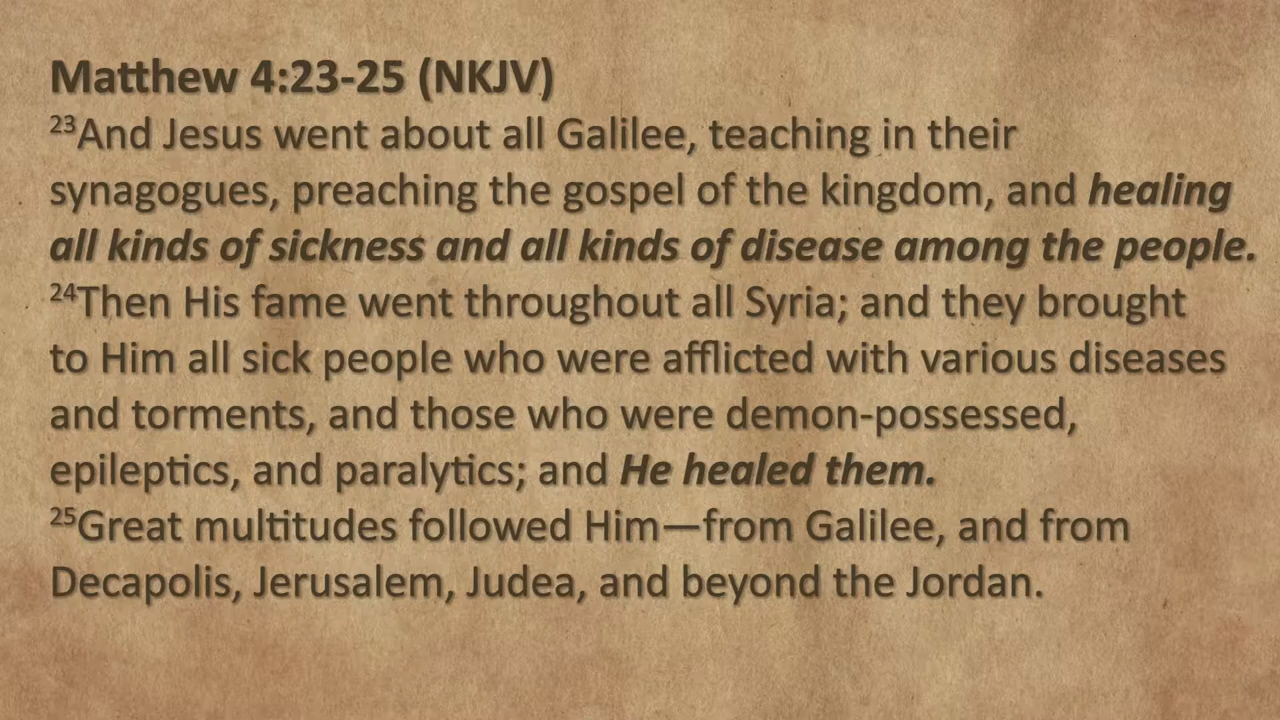 Matthew 4:23-25 (NKJV)
²³And Jesus went about all Galilee, teaching in their
synagogues, preaching the gospel of the kingdom, and healing
all kinds of sickness and all kinds of disease among the people.
²⁴Then His fame went throughout all Syria; and they brought
to Him all sick people who were afflicted with various diseases
and torments, and those who were demon-possessed,
epileptics, and paralytics; and He healed them.
²⁵Great multitudes followed Him—from Galilee, and from
Decapolis, Jerusalem, Judea, and beyond the Jordan.